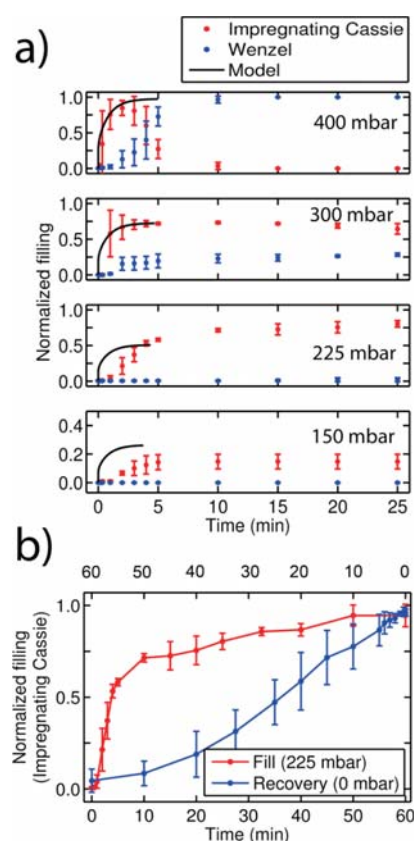 a)
Impregnating Cassie
Wenzel
Model
Normalized filling
1.0
0.5
0.0
400 mbar
1.0
0.5
0.0
300 mbar
1.0
0.5
0.0
225 mbar
0.4
0.2
0.0
150 mbar
0 5 10 15 20 25
Time (min)
b)
60 50 40 30 20 10 0
Normalized filling
(Impregnating Cassie)
1.0
0.5
0.0
Fill (225 mbar)
Recovery (0 mbar)
0 10 20 30 40 50 60
Time (min)